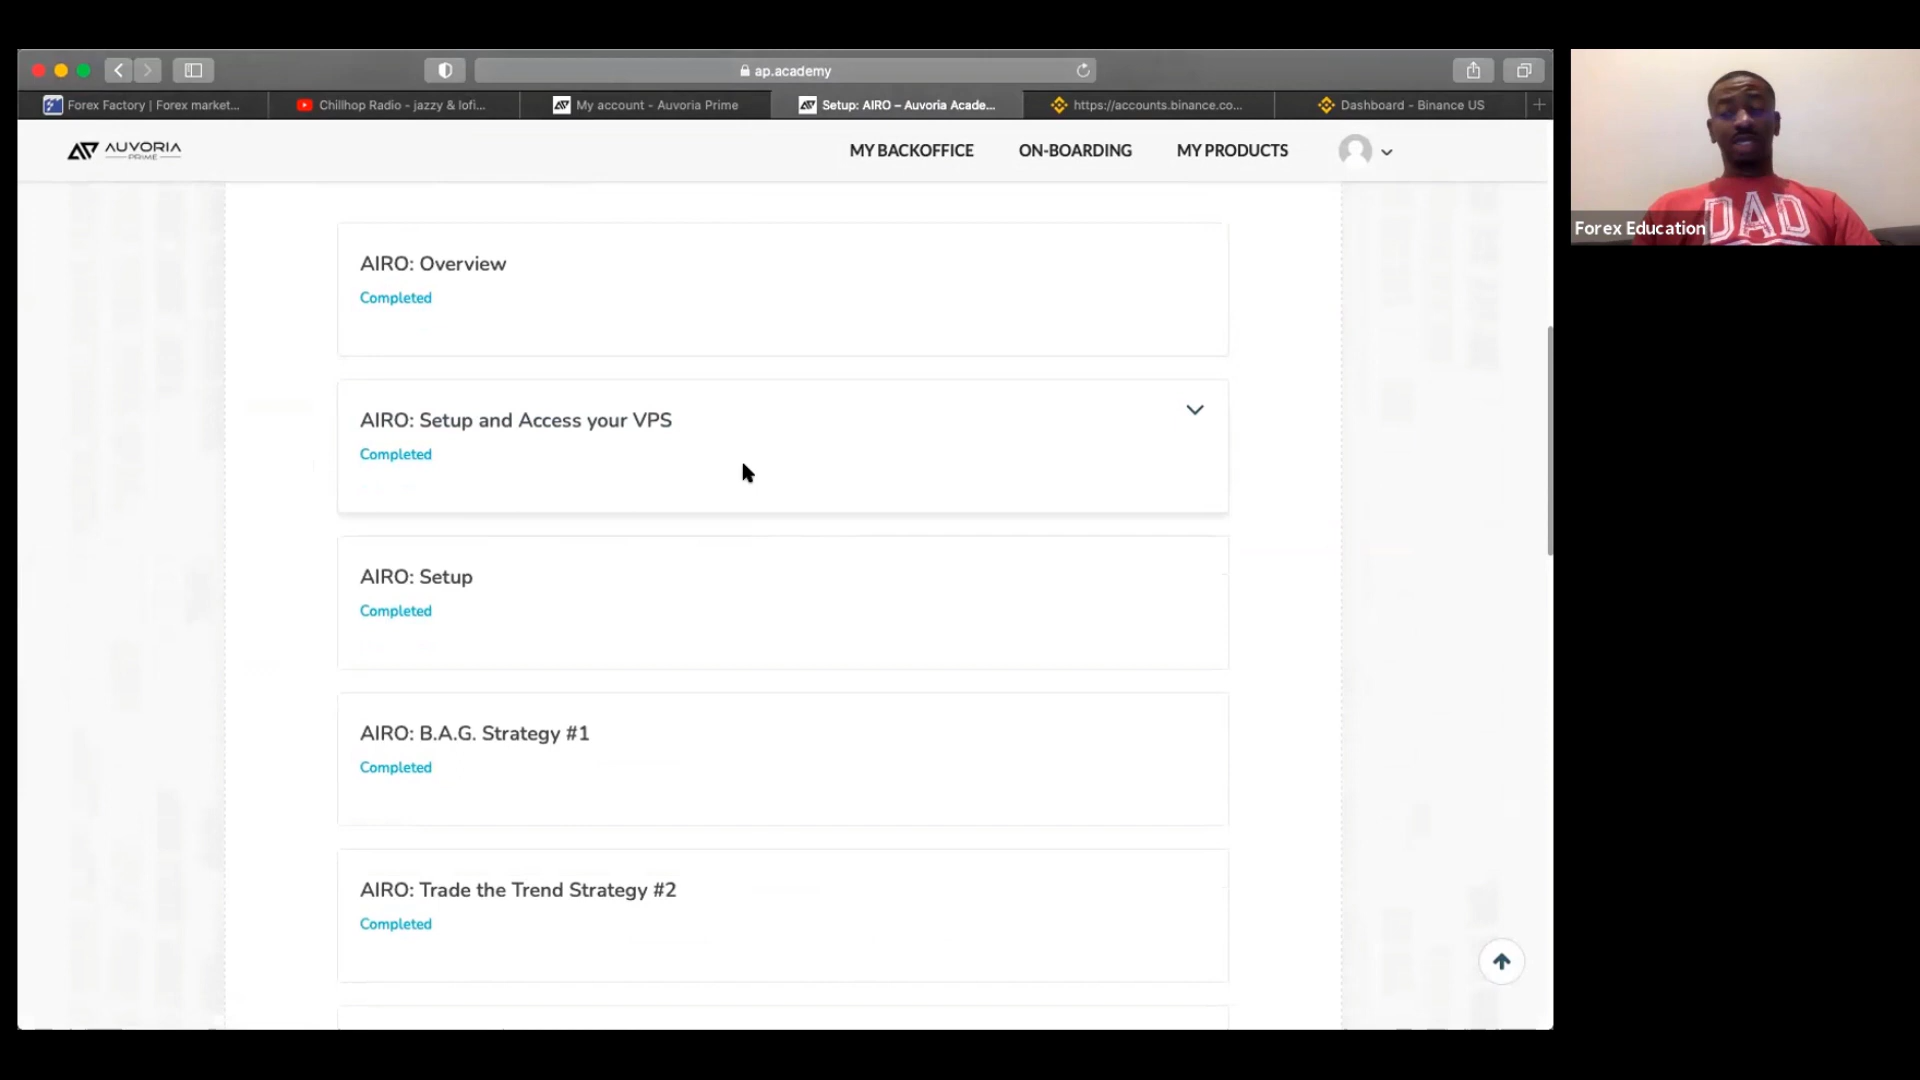 ap.academy
Forex Factory | Forex market...
Chillhop Radio - jazzy & lofi...
My account - Auvoria Prime
Setup: AIRO – Auvoria Acade...
https://accounts.binance.co...
Dashboard - Binance US
AUVORIA
PRIME
MY BACKOFFICE
ON-BOARDING
MY PRODUCTS
DAD
Forex Education
AIRO: Overview
Completed
AIRO: Setup and Access your VPS
Completed
AIRO: Setup
Completed
AIRO: B.A.G. Strategy #1
Completed
AIRO: Trade the Trend Strategy #2
Completed